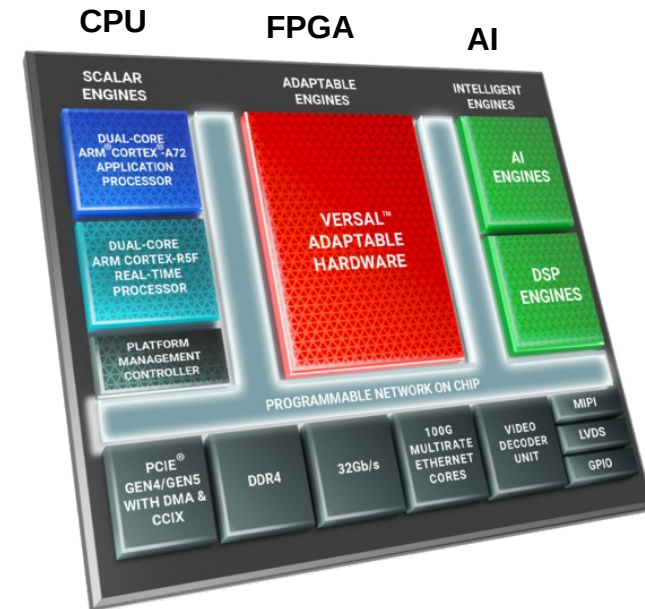 CPU
FPGA
AI
SCALAR
ENGINES
ADAPTABLE
ENGINES
INTELLIGENT
ENGINES
DUAL-CORE
ARM® CORTEX®-A72
APPLICATION
PROCESSOR
DUAL-CORE
ARM CORTEX-R5F
REAL-TIME
PROCESSOR
PLATFORM
MANAGEMENT
CONTROLLER
VERSAL™
ADAPTABLE
HARDWARE
AI
ENGINES
DSP
ENGINES
PROGRAMMABLE NETWORK ON CHIP
PCIE®
GEN4/GEN5
WITH DMA &
CCIX
DDR4
32Gb/s
100G
MULTIRATE
ETHERNET
CORES
VIDEO
DECODER
UNIT
MIPI
LVDS
GPIO